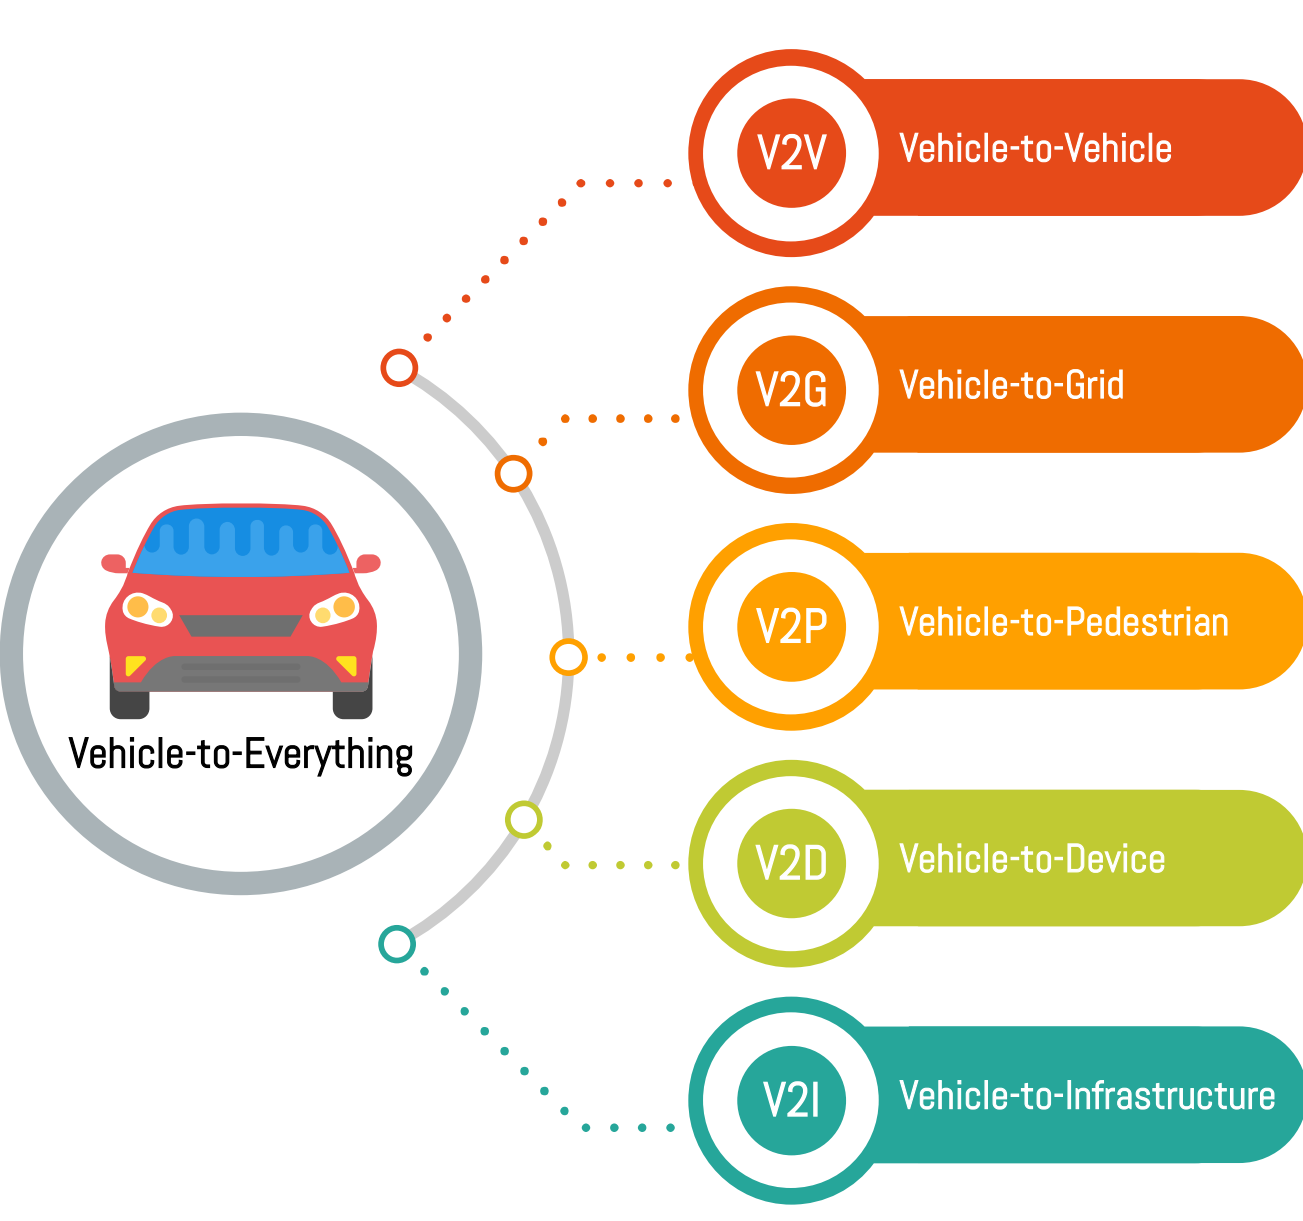 V2V
Vehicle-to-Vehicle
V2G
Vehicle-to-Grid
V2P
Vehicle-to-Pedestrian
Vehicle-to-Everything
V2D
Vehicle-to-Device
V2I
Vehicle-to-Infrastructure